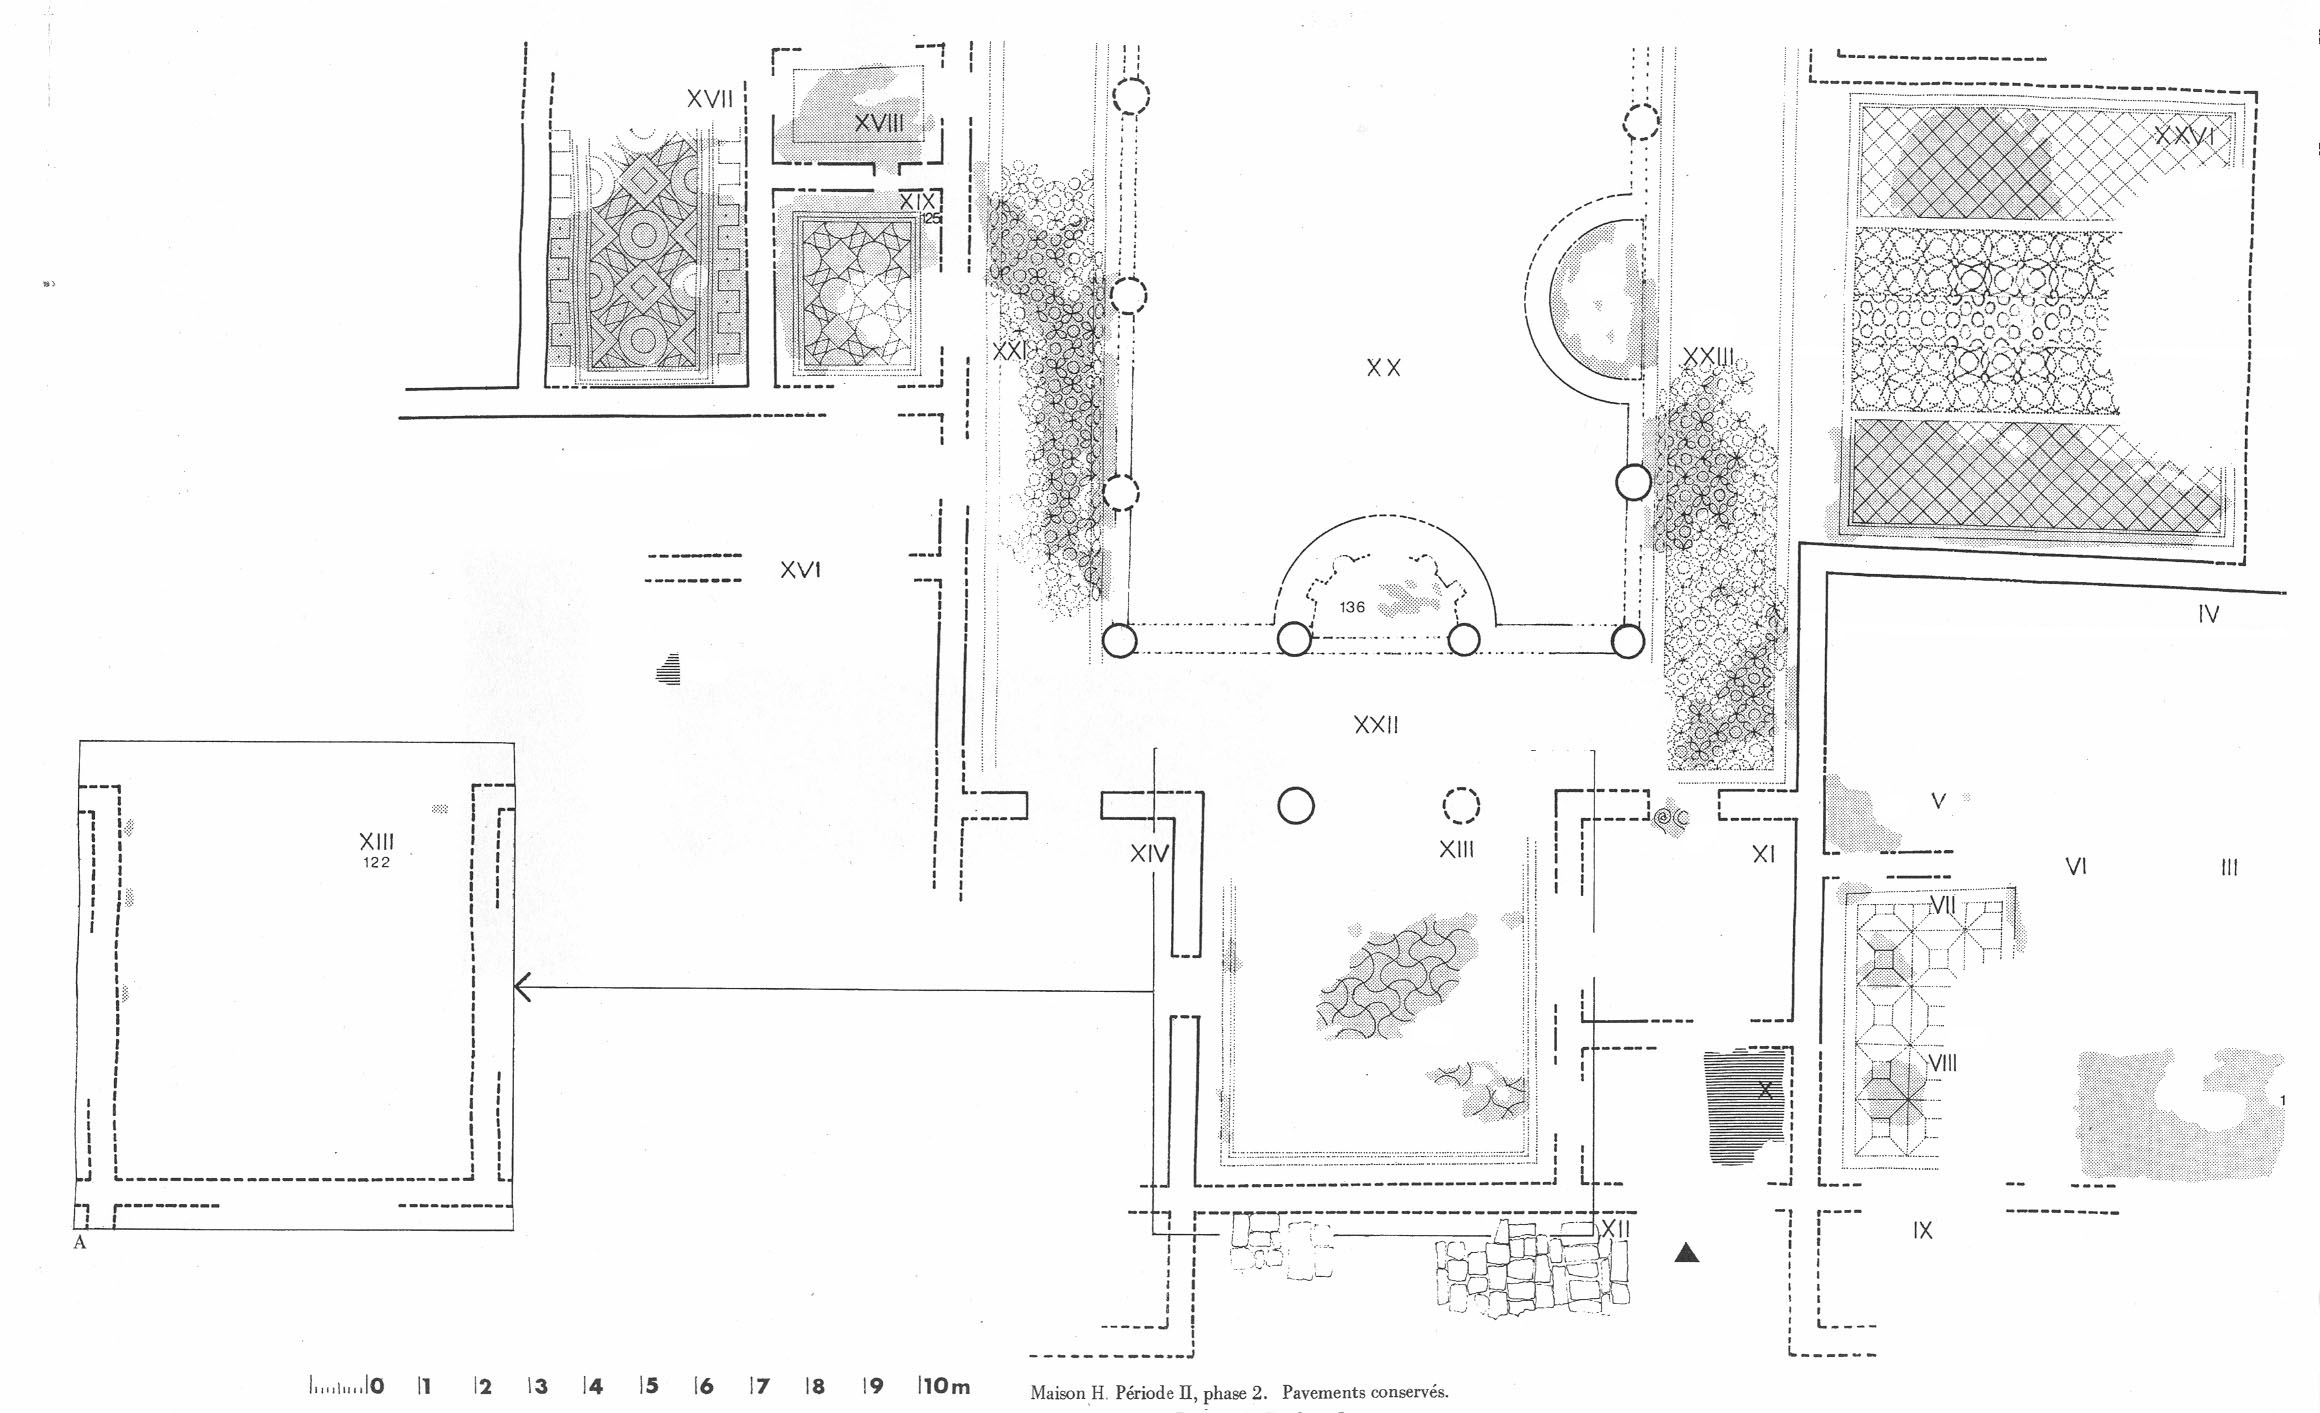 XVII
XVIII
XXVI
XIX
125
XXI
XX
XXIII
XVI
136
IV
XXII
V
XIII
122
XIV
XIII
XI
VI
III
VII
VIII
X
1
XII
IX
A
0 1 2 3 4 5 6 7 8 9 10m
Maison H. Période II, phase 2. Pavements conservés.